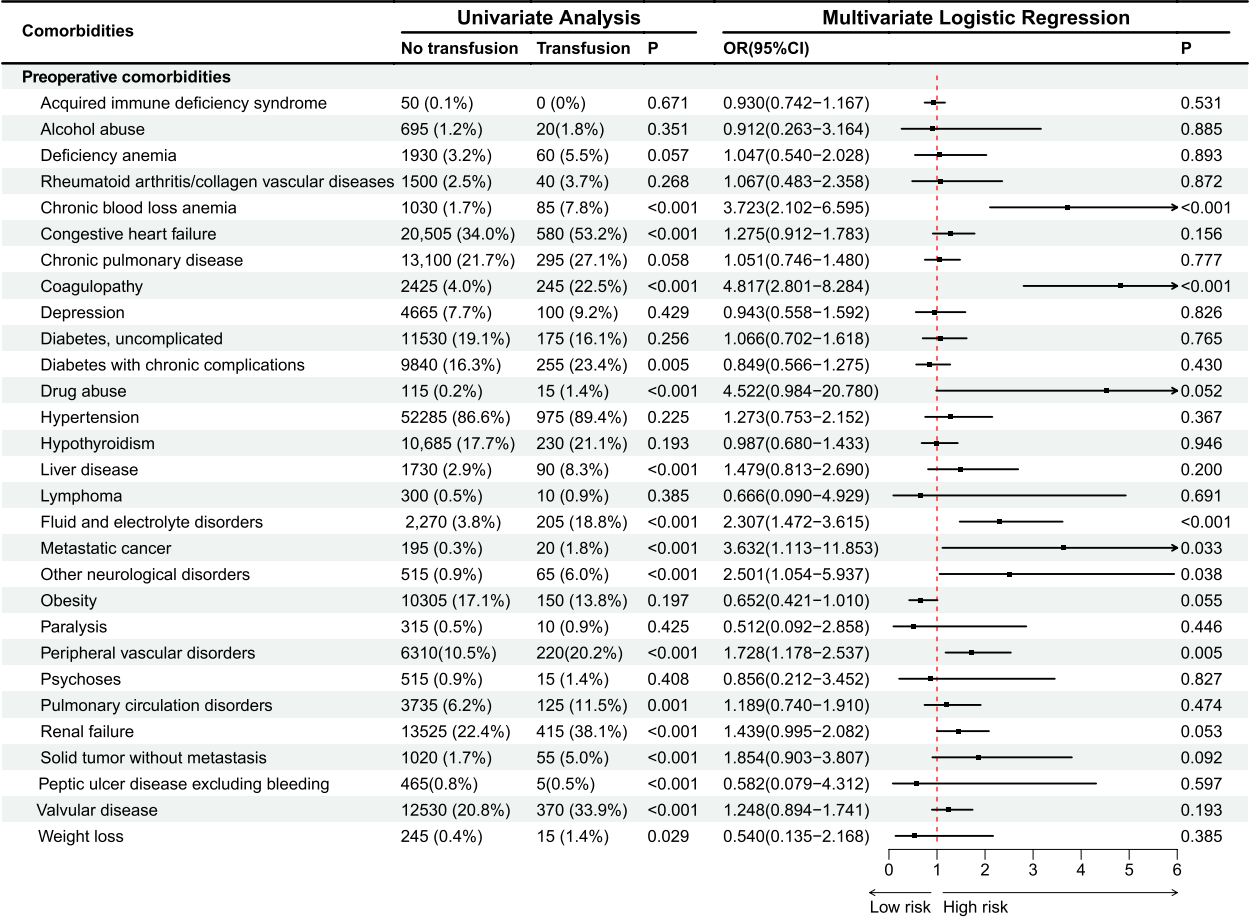 Comorbidities Univariate Analysis Multivariate Logistic Regression
No transfusion Transfusion P OR(95%CI) P
Preoperative comorbidities
Acquired immune deficiency syndrome 50 (0.1%) 0 (0%) 0.671 0.930(0.742−1.167) 0.531
Alcohol abuse 695 (1.2%) 20(1.8%) 0.351 0.912(0.263−3.164) 0.885
Deficiency anemia 1930 (3.2%) 60 (5.5%) 0.057 1.047(0.540−2.028) 0.893
Rheumatoid arthritis/collagen vascular diseases 1500 (2.5%) 40 (3.7%) 0.268 1.067(0.483−2.358) 0.872
Chronic blood loss anemia 1030 (1.7%) 85 (7.8%) <0.001 3.723(2.102−6.595) <0.001
Congestive heart failure 20,505 (34.0%) 580 (53.2%) <0.001 1.275(0.912−1.783) 0.156
Chronic pulmonary disease 13,100 (21.7%) 295 (27.1%) 0.058 1.051(0.746−1.480) 0.777
Coagulopathy 2425 (4.0%) 245 (22.5%) <0.001 4.817(2.801−8.284) <0.001
Depression 4665 (7.7%) 100 (9.2%) 0.429 0.943(0.558−1.592) 0.826
Diabetes, uncomplicated 11530 (19.1%) 175 (16.1%) 0.256 1.066(0.702−1.618) 0.765
Diabetes with chronic complications 9840 (16.3%) 255 (23.4%) 0.005 0.849(0.566−1.275) 0.430
Drug abuse 115 (0.2%) 15 (1.4%) <0.001 4.522(0.984−20.780) 0.052
Hypertension 52285 (86.6%) 975 (89.4%) 0.225 1.273(0.753−2.152) 0.367
Hypothyroidism 10,685 (17.7%) 230 (21.1%) 0.193 0.987(0.680−1.433) 0.946
Liver disease 1730 (2.9%) 90 (8.3%) <0.001 1.479(0.813−2.690) 0.200
Lymphoma 300 (0.5%) 10 (0.9%) 0.385 0.666(0.090−4.929) 0.691
Fluid and electrolyte disorders 2,270 (3.8%) 205 (18.8%) <0.001 2.307(1.472−3.615) <0.001
Metastatic cancer 195 (0.3%) 20 (1.8%) <0.001 3.632(1.113−11.853) 0.033
Other neurological disorders 515 (0.9%) 65 (6.0%) <0.001 2.501(1.054−5.937) 0.038
Obesity 10305 (17.1%) 150 (13.8%) 0.197 0.652(0.421−1.010) 0.055
Paralysis 315 (0.5%) 10 (0.9%) 0.425 0.512(0.092−2.858) 0.446
Peripheral vascular disorders 6310(10.5%) 220(20.2%) <0.001 1.728(1.178−2.537) 0.005
Psychoses 515 (0.9%) 15 (1.4%) 0.408 0.856(0.212−3.452) 0.827
Pulmonary circulation disorders 3735 (6.2%) 125 (11.5%) 0.001 1.189(0.740−1.910) 0.474
Renal failure 13525 (22.4%) 415 (38.1%) <0.001 1.439(0.995−2.082) 0.053
Solid tumor without metastasis 1020 (1.7%) 55 (5.0%) <0.001 1.854(0.903−3.807) 0.092
Peptic ulcer disease excluding bleeding 465(0.8%) 5(0.5%) <0.001 0.582(0.079−4.312) 0.597
Valvular disease 12530 (20.8%) 370 (33.9%) <0.001 1.248(0.894−1.741) 0.193
Weight loss 245 (0.4%) 15 (1.4%) 0.029 0.540(0.135−2.168) 0.385
0 1 2 3 4 5 6
Low risk High risk